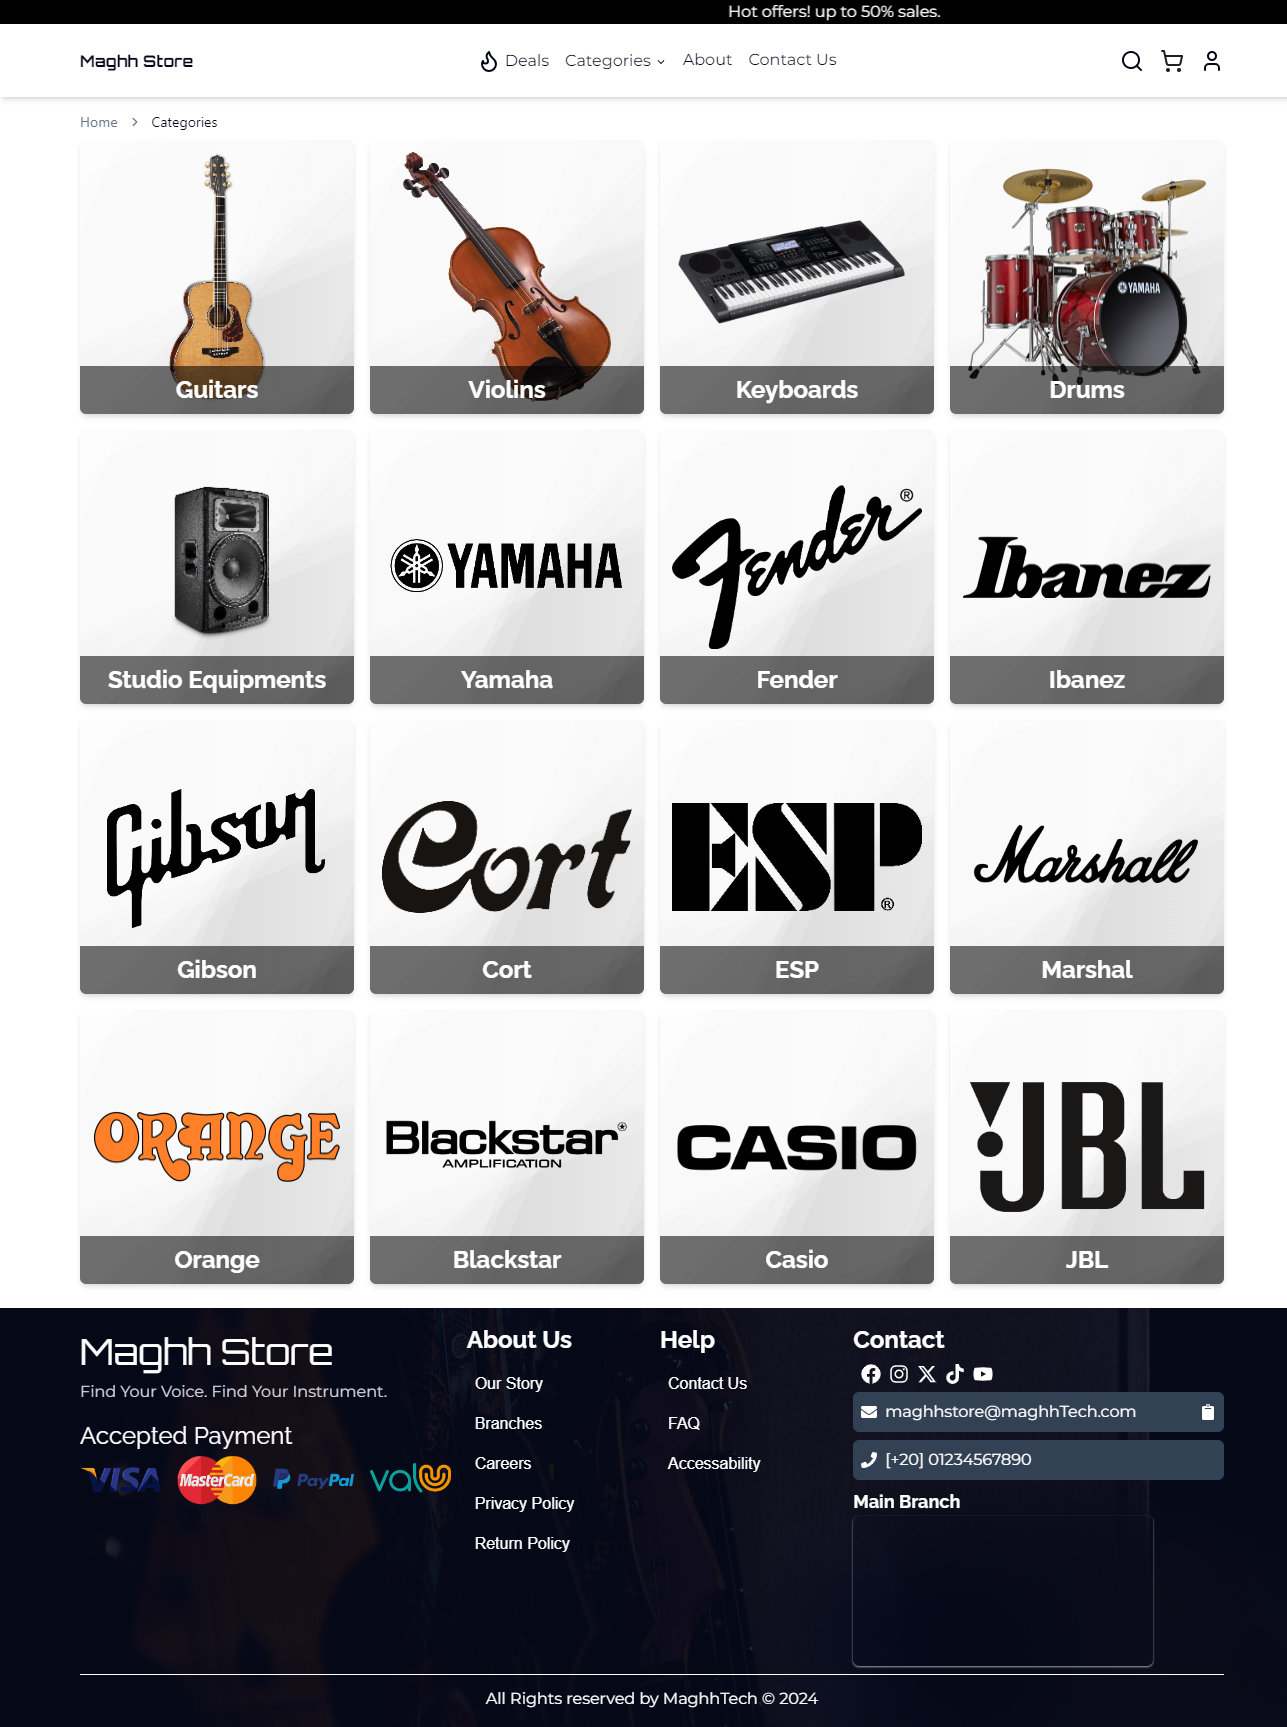 Hot offers! up to 50% sales.
Maghh Store
Deals
Categories
About
Contact Us
Home
Categories
YAMAHA
Guitars
Violins
Keyboards
Drums
YAMAHA
Fender®
Ibanez
Studio Equipments
Yamaha
Fender
Ibanez
Gibson
Cort
ESP®
Marshall
Gibson
Cort
ESP
Marshal
ORANGE
Blackstar
AMPLIFICATION
CASIO
JBL
Orange
Blackstar
Casio
JBL
Maghh Store
Find Your Voice. Find Your Instrument.
Accepted Payment
VISA
MasterCard
PayPal
valU
About Us
Our Story
Branches
Careers
Privacy Policy
Return Policy
Help
Contact Us
FAQ
Accessability
Contact
maghhstore@maghhTech.com
[+20] 01234567890
Main Branch
All Rights reserved by MaghhTech © 2024